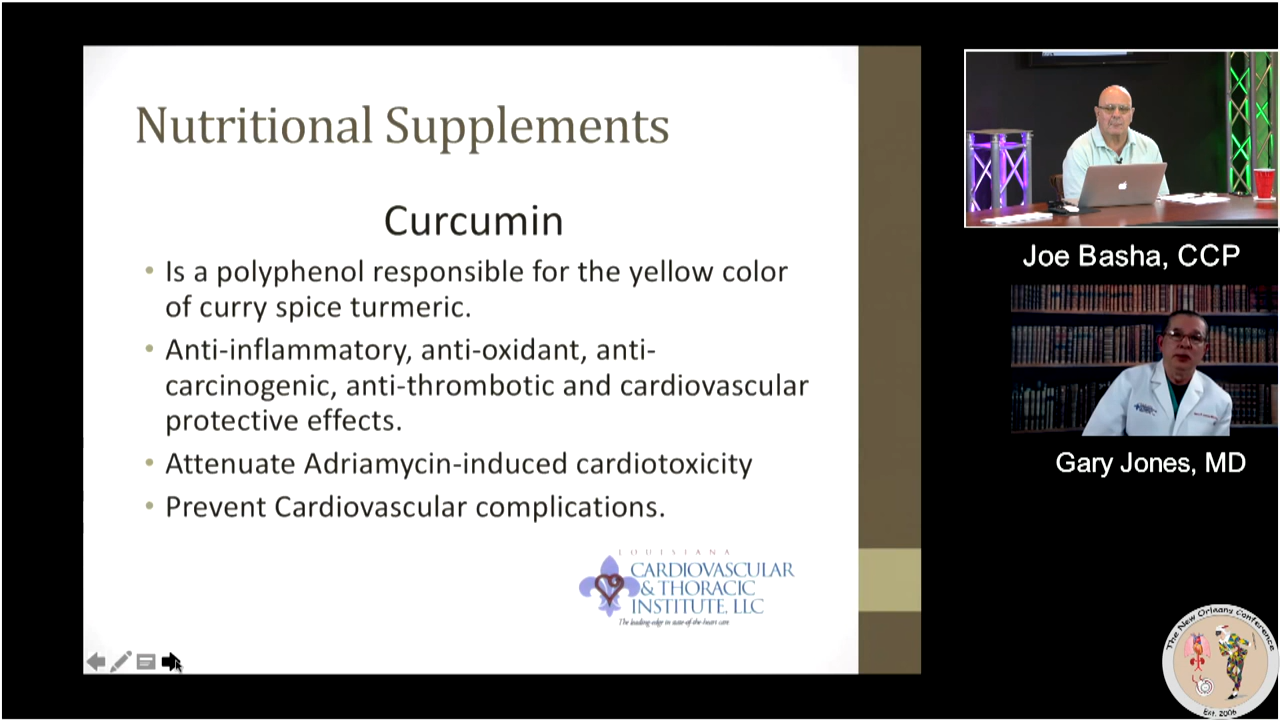 Nutritional Supplements
Curcumin
• Is a polyphenol responsible for the yellow color
of curry spice turmeric.
• Anti-inflammatory, anti-oxidant, anti-
carcinogenic, anti-thrombotic and cardiovascular
protective effects.
• Attenuate Adriamycin-induced cardiotoxicity
• Prevent Cardiovascular complications.
LOUISIANA
CARDIOVASCULAR
& THORACIC
INSTITUTE, LLC
The leading edge in state-of-the-heart care
Joe Basha, CCP
Gary Jones, MD
The New Orleans Conference
Est. 2006